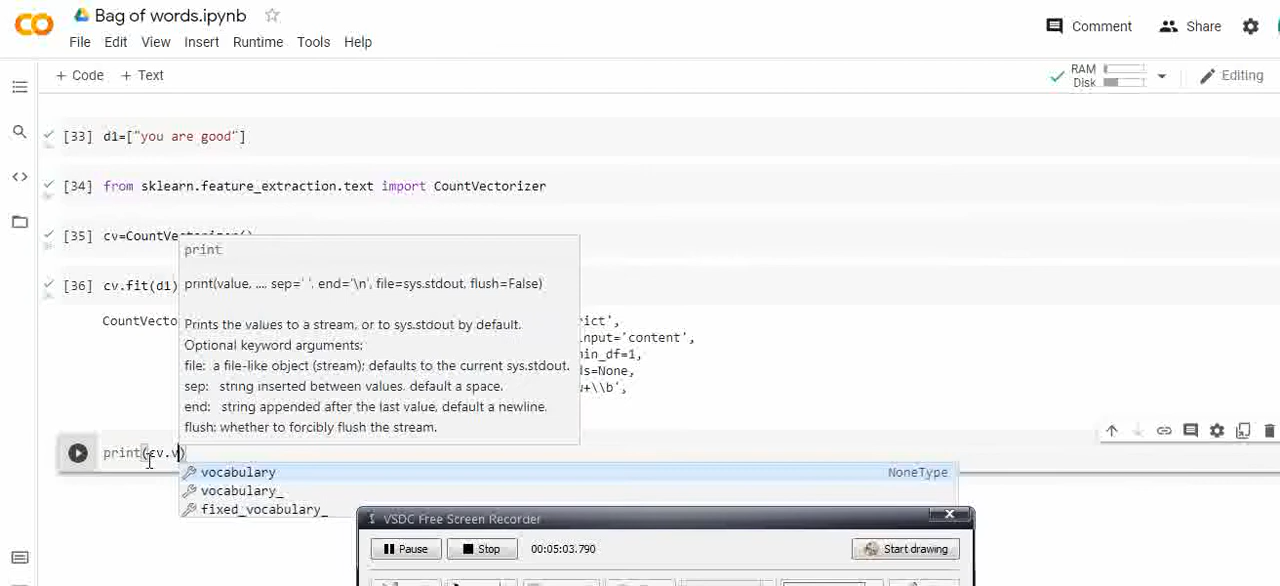 Bag of words.ipynb
Comment
Share
File Edit View Insert Runtime Tools Help
+ Code + Text
RAM
Disk
Editing
[33] d1=["you are good"]
[34] from sklearn.feature_extraction.text import CountVectorizer
[35] cv=CountVectorizer()
print
[36] cv.fit(d1)
print(value, ..., sep=' ', end='\n', file=sys.stdout, flush=False)
CountVecto
rict',
Prints the values to a stream, or to sys.stdout by default.
input='content',
Optional keyword arguments:
min_df=1,
file: a file-like object (stream); defaults to the current sys.stdout.
ds=None,
sep: string inserted between values, default a space.
w+\\b',
end: string appended after the last value, default a newline.
flush: whether to forcibly flush the stream.
print(cv.v)
vocabulary NoneType
vocabulary_
fixed_vocabulary_
VSDC Free Screen Recorder
Pause Stop 00:05:03.790 Start drawing